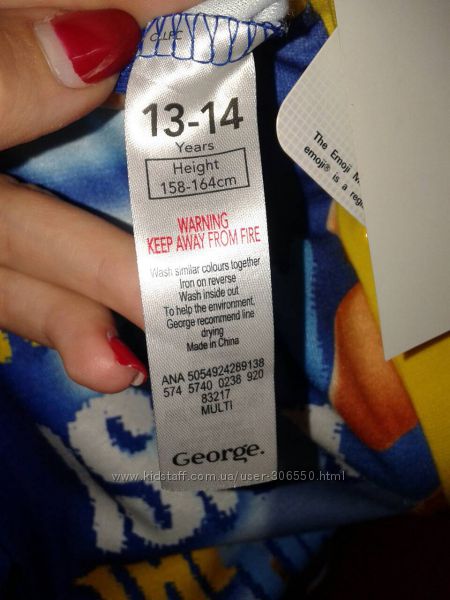 13-14
Years
Height
158-164cm
WARNING
KEEP AWAY FROM FIRE
Wash similar colours together
Iron on reverse
Wash inside out
To help the environment,
George recommend line
drying
Made in China
ANA 5054924289138
574 5740 0238 920
83217
MULTI
George.
The Emoji
emoji® is a
www.kidstaff.com.ua/user-306550.html